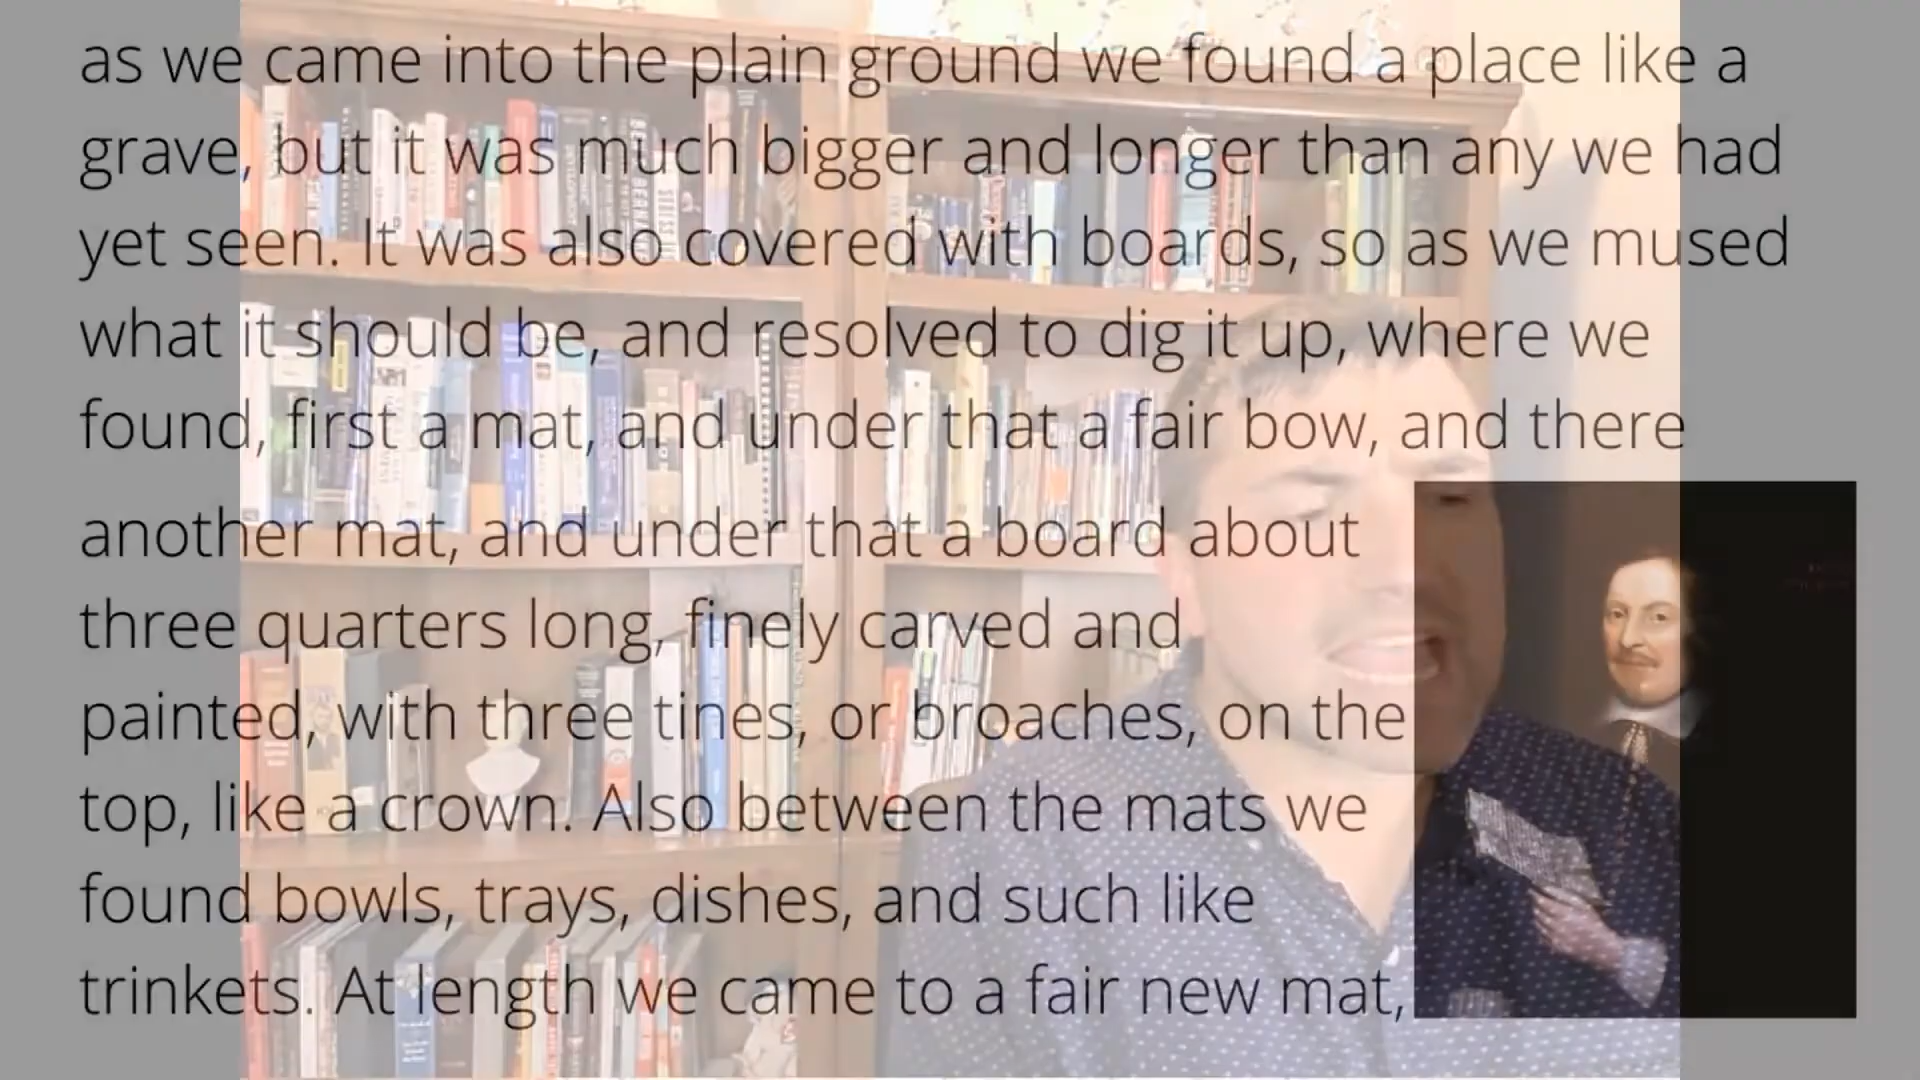 as we came into the plain ground we found a place like a
grave, but it was much bigger and longer than any we had
yet seen. It was also covered with boards, so as we mused
what it should be, and resolved to dig it up, where we
found, first a mat, and under that a fair bow, and there
another mat, and under that a board about
three quarters long, finely carved and
painted, with three tines, or broaches, on the
top, like a crown. Also between the mats we
found bowls, trays, dishes, and such like
trinkets. At length we came to a fair new mat,